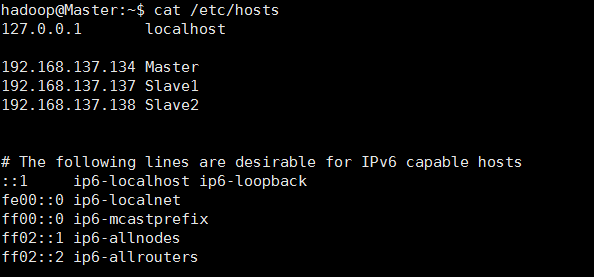 hadoop@Master:~$ cat /etc/hosts
127.0.0.1       localhost
192.168.137.134 Master
192.168.137.137 Slave1
192.168.137.138 Slave2
# The following lines are desirable for IPv6 capable hosts
::1     ip6-localhost ip6-loopback
fe00::0 ip6-localnet
ff00::0 ip6-mcastprefix
ff02::1 ip6-allnodes
ff02::2 ip6-allrouters